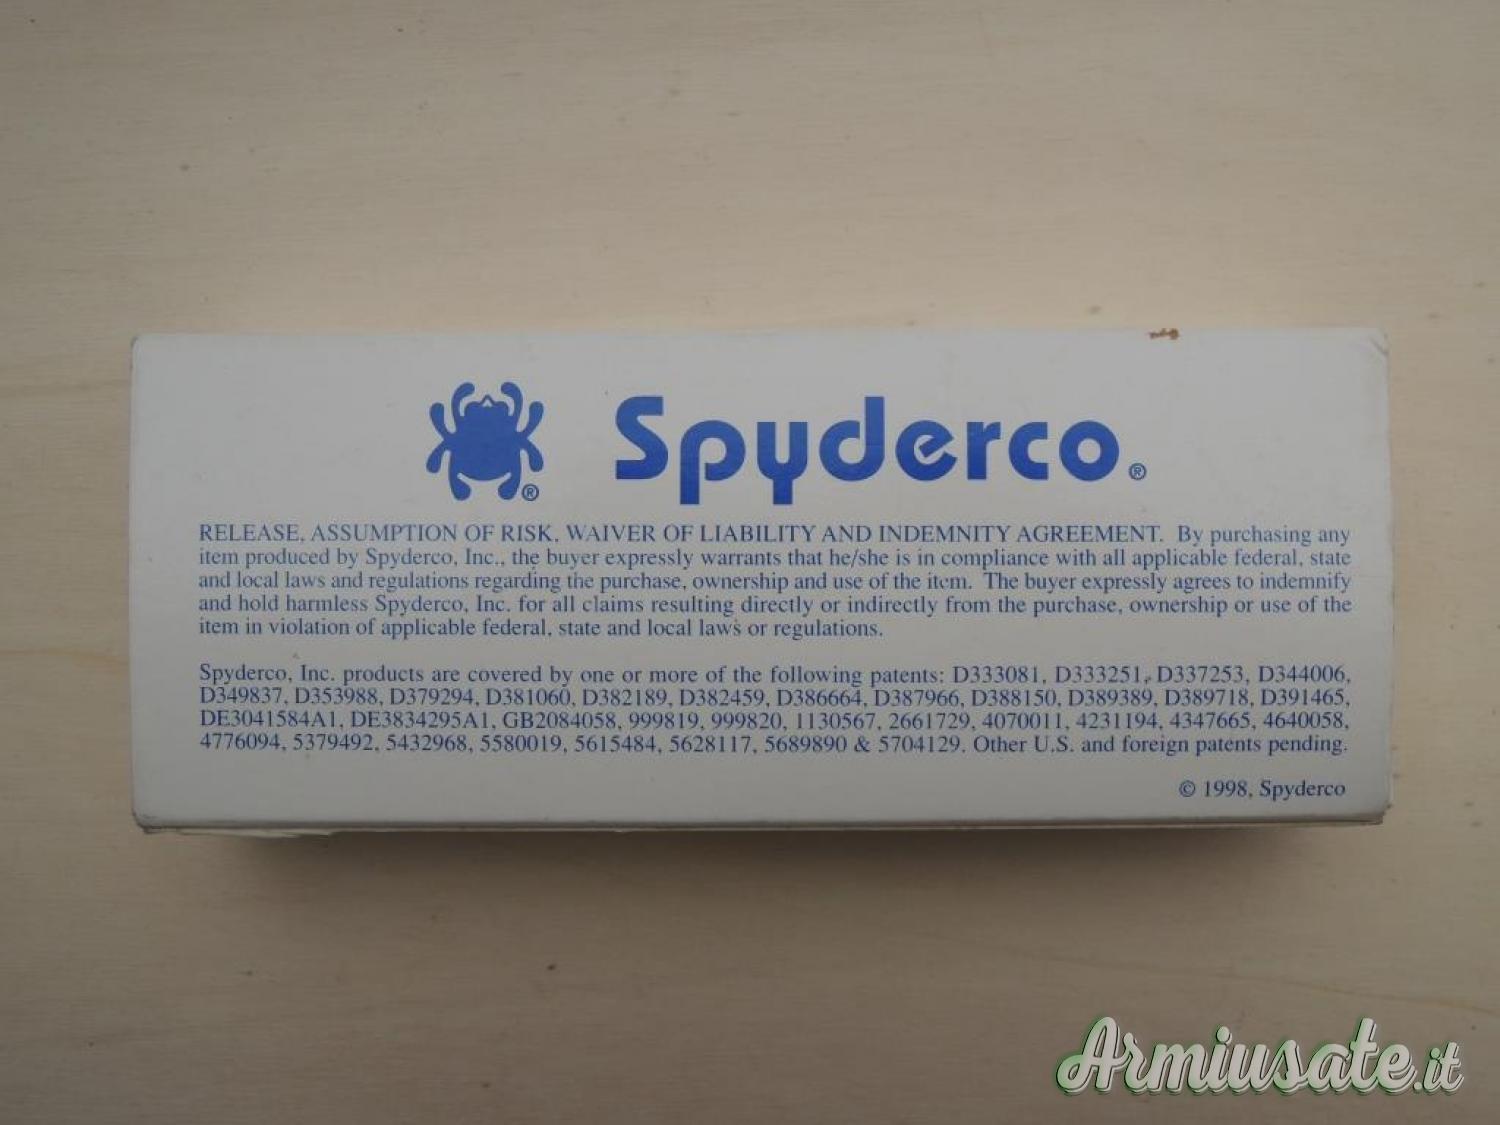 Spyderco®
®
RELEASE, ASSUMPTION OF RISK, WAIVER OF LIABILITY AND INDEMNITY AGREEMENT. By purchasing any
item produced by Spyderco, Inc., the buyer expressly warrants that he/she is in compliance with all applicable federal, state
and local laws and regulations regarding the purchase, ownership and use of the item. The buyer expressly agrees to indemnify
and hold harmless Spyderco, Inc. for all claims resulting directly or indirectly from the purchase, ownership or use of the
item in violation of applicable federal, state and local laws or regulations.
Spyderco, Inc. products are covered by one or more of the following patents: D333081, D333251, D337253, D344006,
D349837, D353988, D379294, D381060, D382189, D382459, D386664, D387966, D388150, D389389, D389718, D391465,
DE3041584A1, DE3834295A1, GB2084058, 999819, 999820, 1130567, 2661729, 4070011, 4231194, 4347665, 4640058,
4776094, 5379492, 5432968, 5580019, 5615484, 5628117, 5689890 & 5704129. Other U.S. and foreign patents pending.
© 1998, Spyderco
Armiusate.it